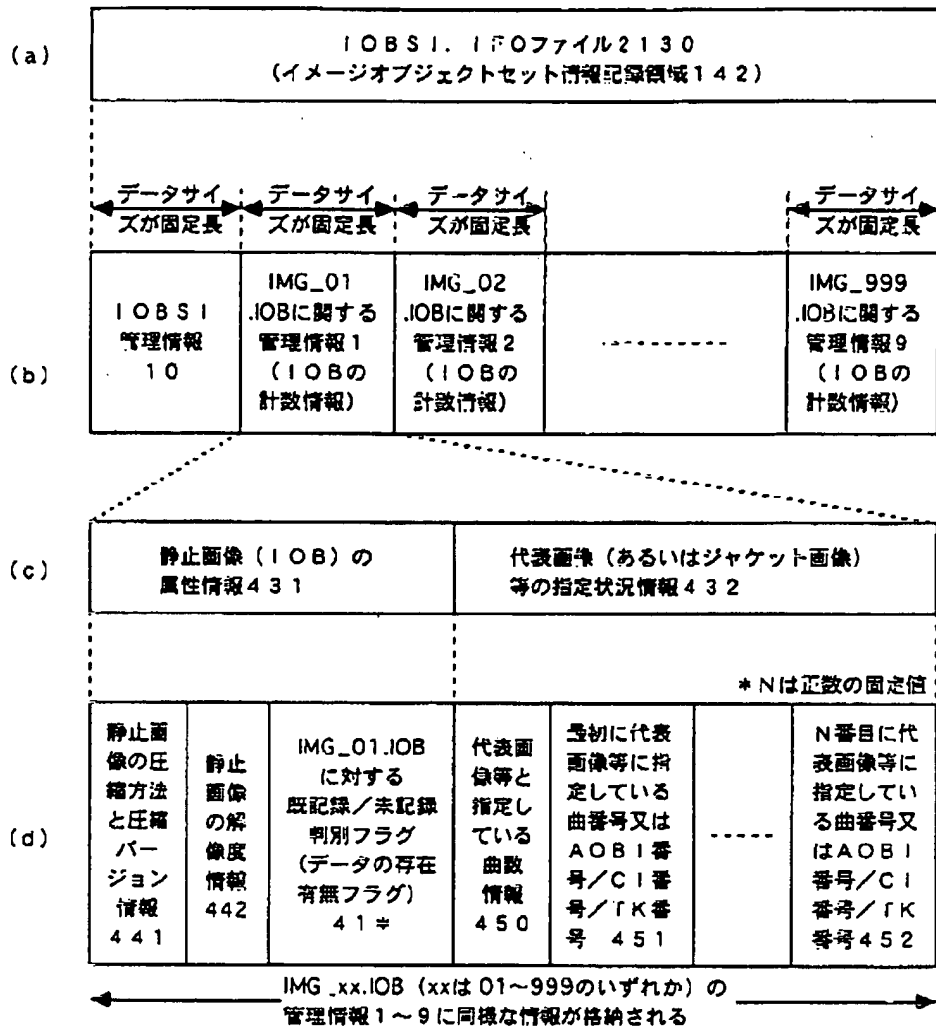 (a)
IOBSI. IFOファイル2130
(イメージオブジェクトセット情報記録領域142)
データサイ
ズが固定長
データサイ
ズが固定長
データサイ
ズが固定長
データサイ
ズが固定長
(b)
IOBSI
管理情報
10
IMG_01
.IOBに関する
管理情報1
(IOBの
計数情報)
IMG_02
.IOBに関する
管理情報2
(IOBの
計数情報)
IMG_999
.IOBに関する
管理情報9
(IOBの
計数情報)
(c)
静止画像(IOB)の
属性情報431
代表画像(あるいはジャケット画像)
等の指定状況情報432
*Nは正数の固定値
(d)
静止画
像の圧
縮方法
と圧縮
バー
ジョン
情報
441
静止
画像
の解
像度
情報
442
IMG_01.IOB
に対する
既記録/未記録
判別フラグ
(データの存在
有無フラグ)
41*
代表画
像等と
指定し
ている
曲数
情報
450
最初に代表
画像等に指
定している
曲番号又は
AOBI番
号/CI番
号/TK番
号 451
N番目に代
表画像等に
指定してい
る曲番号又
はAOBI
番号/CI
番号/TK
番号452
IMG_xx.IOB (xxは01~999のいずれか)の
管理情報1~9に同様な情報が格納される